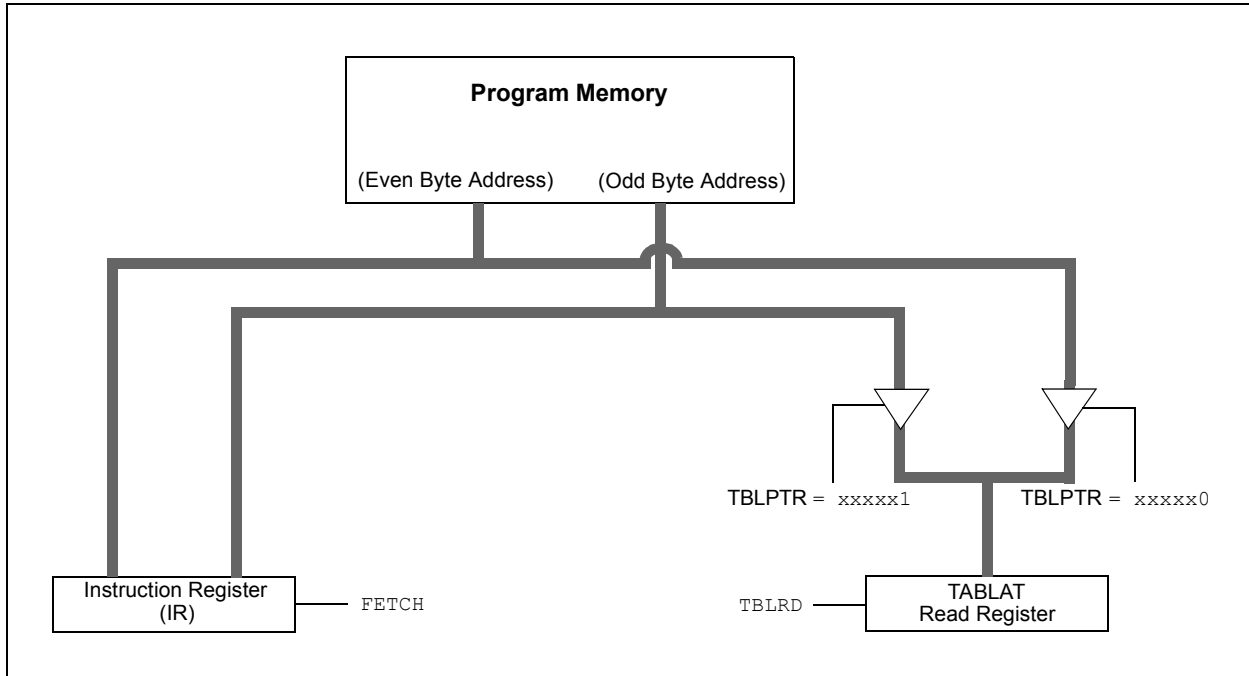 Program Memory
(Even Byte Address) (Odd Byte Address)
TBLPTR = xxxxx1 TBLPTR = xxxxx0
Instruction Register
(IR)
FETCH
TBLRD
TABLAT
Read Register